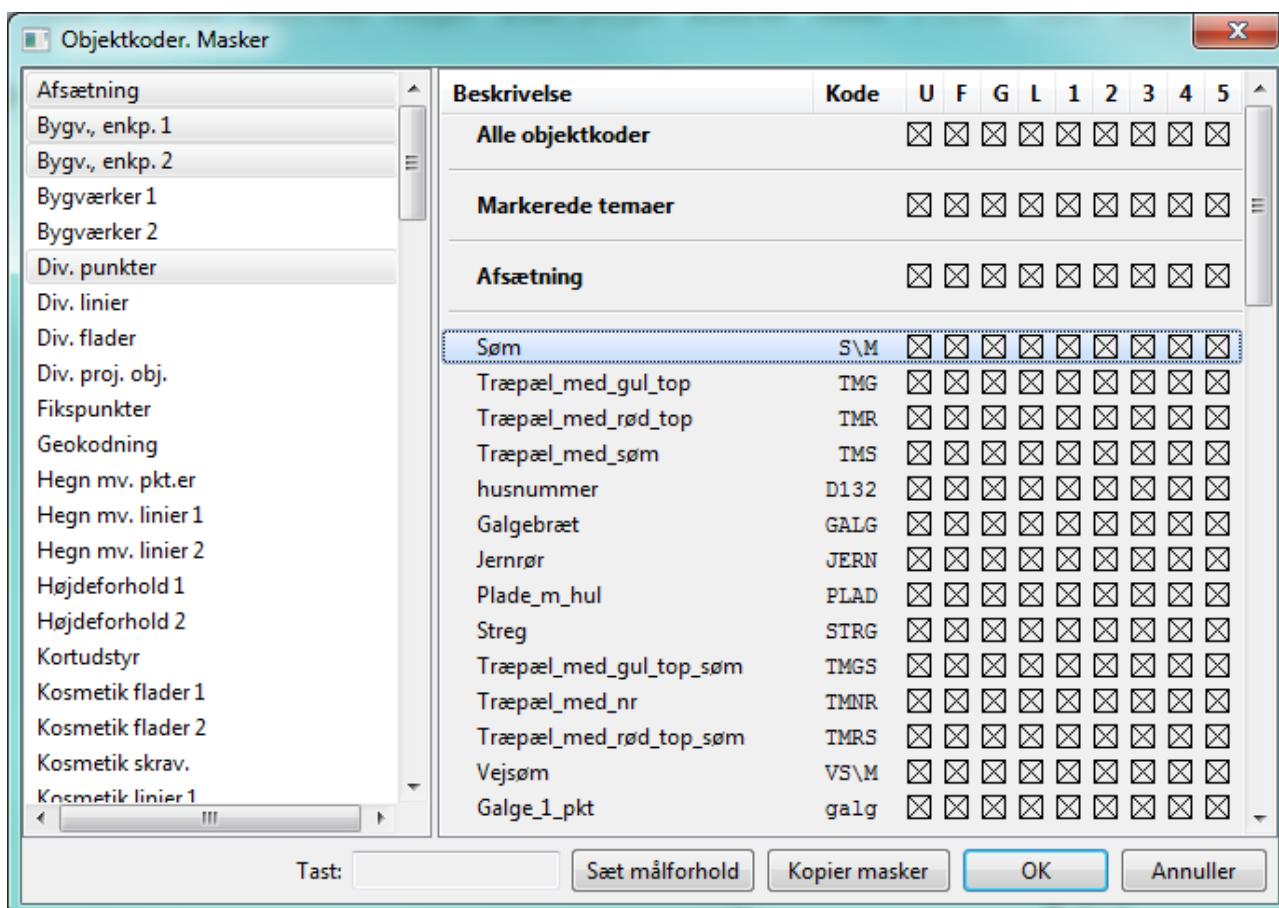 Objektkoder. Masker
Afsætning
Bygv., enkp. 1
Bygv., enkp. 2
Bygværker 1
Bygværker 2
Div. punkter
Div. linier
Div. flader
Div. proj. obj.
Fikspunkter
Geokodning
Hegn mv. pkt.er
Hegn mv. linier 1
Hegn mv. linier 2
Højdeforhold 1
Højdeforhold 2
Kortudstyr
Kosmetik flader 1
Kosmetik flader 2
Kosmetik skrav.
Kosmetik linier 1
Beskrivelse Kode U F G L 1 2 3 4 5
Alle objektkoder
Markerede temaer
Afsætning
Søm S\M
Træpæl_med_gul_top TMG
Træpæl_med_rød_top TMR
Træpæl_med_søm TMS
husnummer D132
Galgebræt GALG
Jernrør JERN
Plade_m_hul PLAD
Streg STRG
Træpæl_med_gul_top_søm TMGS
Træpæl_med_nr TMNR
Træpæl_med_rød_top_søm TMRS
Vejsøm VS\M
Galge_1_pkt galg
Tast: Sæt målforhold Kopier masker OK Annuller